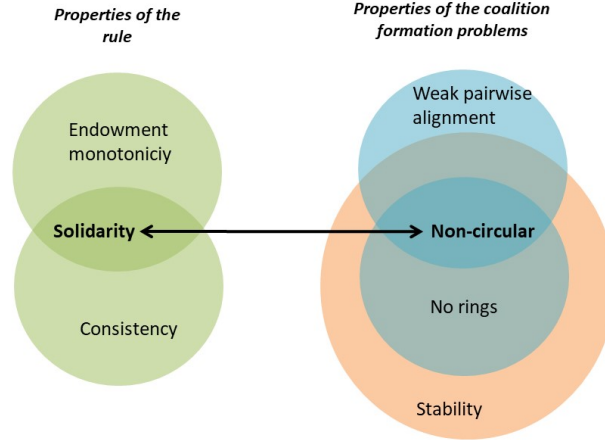 Properties of the
rule
Properties of the coalition
formation problems
Endowment
monotoniciy
Solidarity
Consistency
Weak pairwise
alignment
Non-circular
No rings
Stability